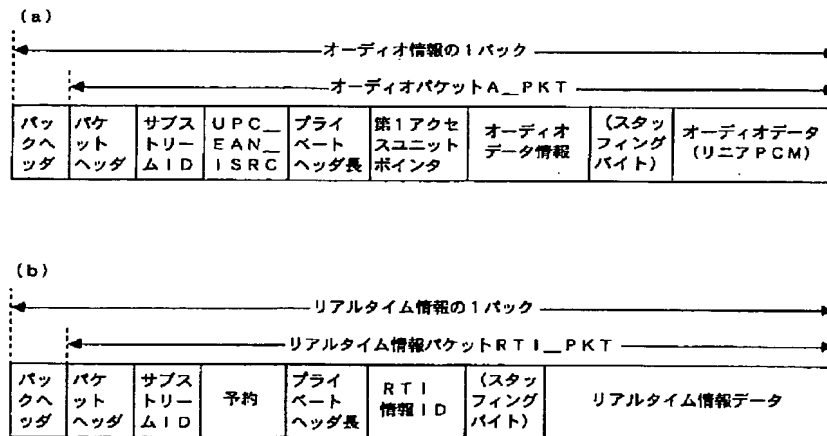 (a)
オーディオ情報の1パック
オーディオパケットA_PKT
パッ
クヘ
ッダ
パケ
ット
ヘッダ
サブス
トリー
ムID
UPC_
EAN_
ISRC
プライ
ベート
ヘッダ長
第1アクセ
スユニット
ポインタ
オーディオ
データ情報
(スタッ
フィング
バイト)
オーディオデータ
(リニアPCM)
(b)
リアルタイム情報の1パック
リアルタイム情報パケットRTI_PKT
パッ
クヘ
ッダ
パケ
ット
ヘッダ
サブス
トリー
ムID
予約
プライ
ベート
ヘッダ長
RTI
情報ID
(スタッ
フィング
バイト)
リアルタイム情報データ